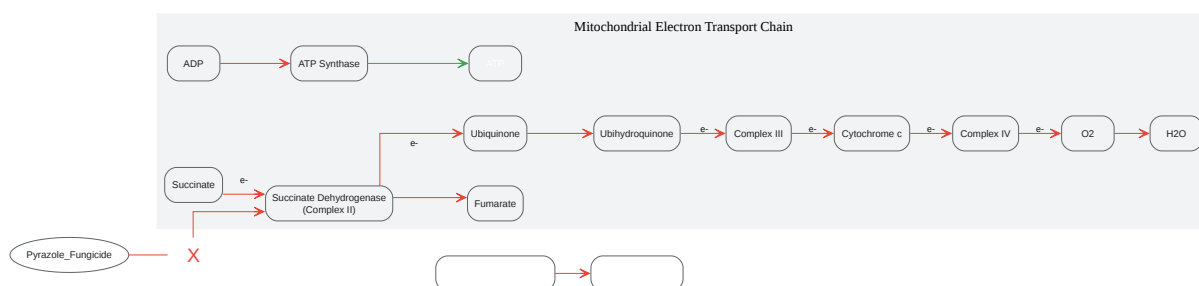 Mitochondrial Electron Transport Chain
ADP
ATP Synthase
ATP
Ubiquinone
Ubihydroquinone
e-
Complex III
e-
Cytochrome c
e-
Complex IV
e-
O2
H2O
e-
Succinate
e-
Succinate Dehydrogenase
(Complex II)
Fumarate
Pyrazole_Fungicide
X